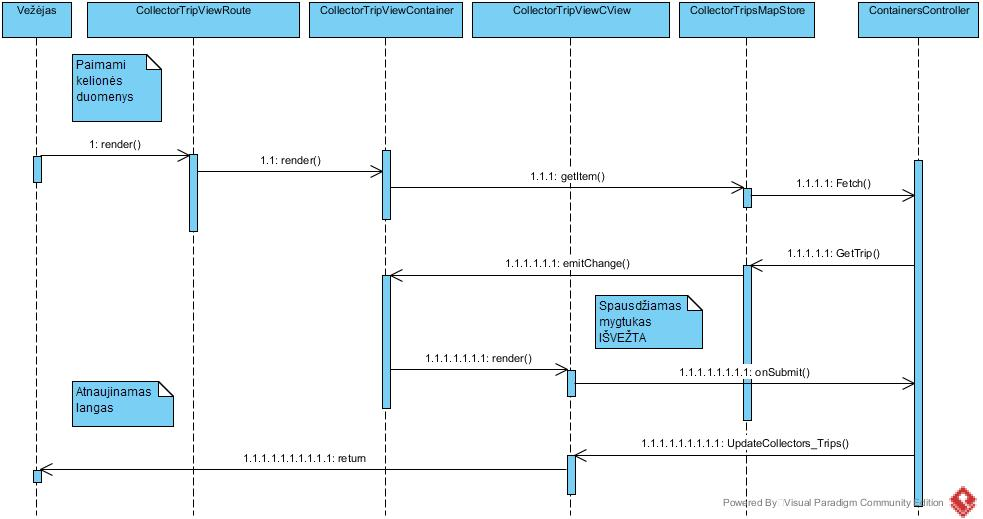 Vežėjas
CollectorTripViewRoute
CollectorTripViewContainer
CollectorTripViewCView
CollectorTripsMapStore
ContainersController
Paimami
kelionės
duomenys
1: render()
1.1: render()
1.1.1: getItem()
1.1.1.1: Fetch()
1.1.1.1.1: GetTrip()
1.1.1.1.1.1: emitChange()
Spausdžiamas
mygtukas
IŠVEŽTA
1.1.1.1.1.1.1: render()
1.1.1.1.1.1.1.1: onSubmit()
Atnaujinamas
langas
1.1.1.1.1.1.1.1.1: UpdateCollectors_Trips()
1.1.1.1.1.1.1.1.1.1: return
Powered By Visual Paradigm Community Edition